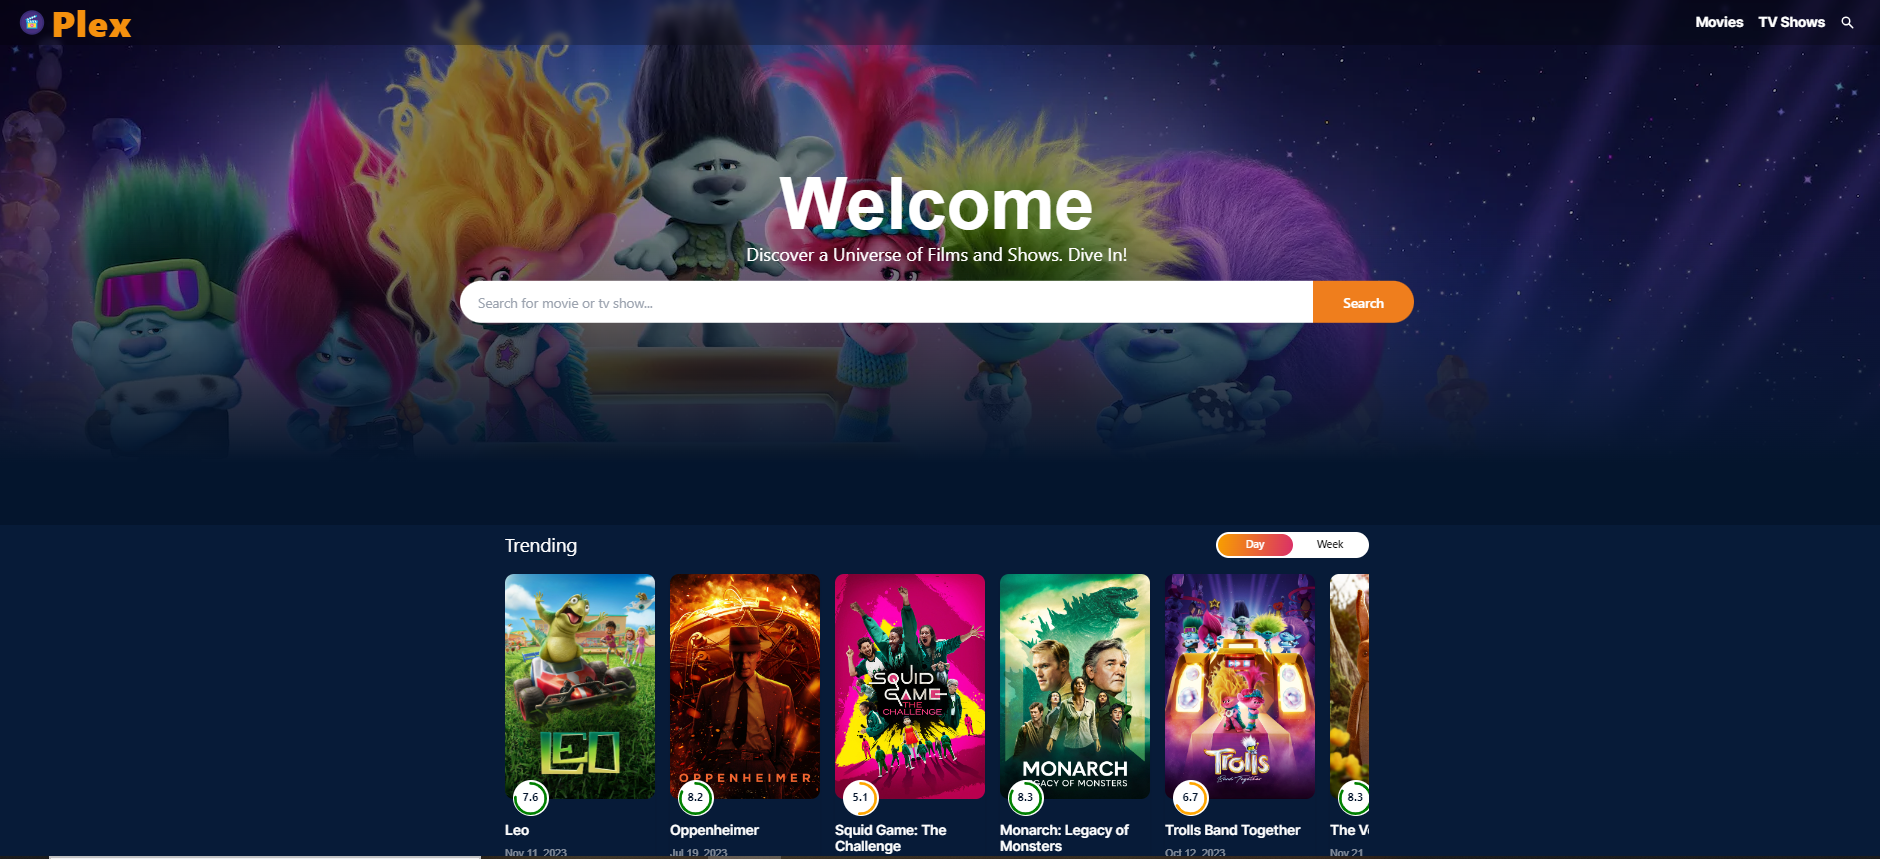 Plex
Movies TV Shows
Welcome
Discover a Universe of Films and Shows. Dive In!
Search for movie or tv show...
Search
Trending
Day Week
LEO
OPPENHEIMER
SQUID
GAME
THE
CHALLENGE
MONARCH
LEGACY OF MONSTERS
Trolls
Band Together
7.6
8.2
5.1
8.3
6.7
8.3
Leo
Oppenheimer
Squid Game: The
Challenge
Monarch: Legacy of
Monsters
Trolls Band Together
The
Nov 11, 2023
Jul 19, 2023
Oct 12, 2023
Nov 21